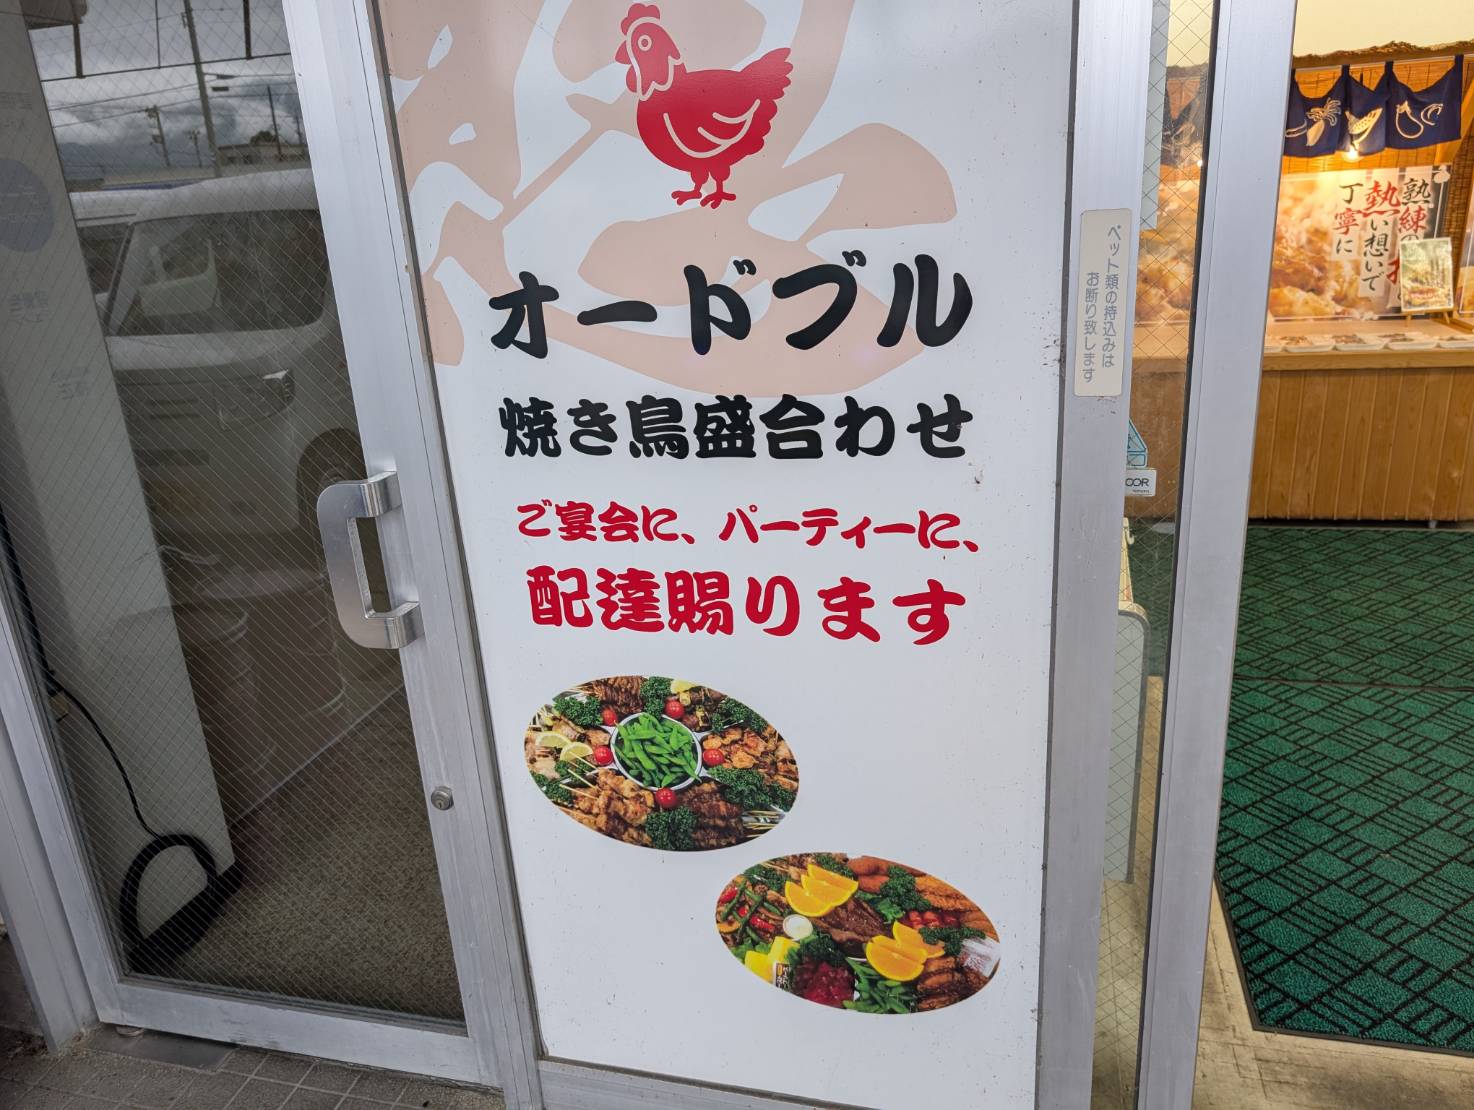 オードブル
焼き鳥盛合わせ
ご宴会に、パーティーに、
配達賜ります
ペット類の持込みは
お断り致します
熟練の
熱い想いで
丁寧に
OOR